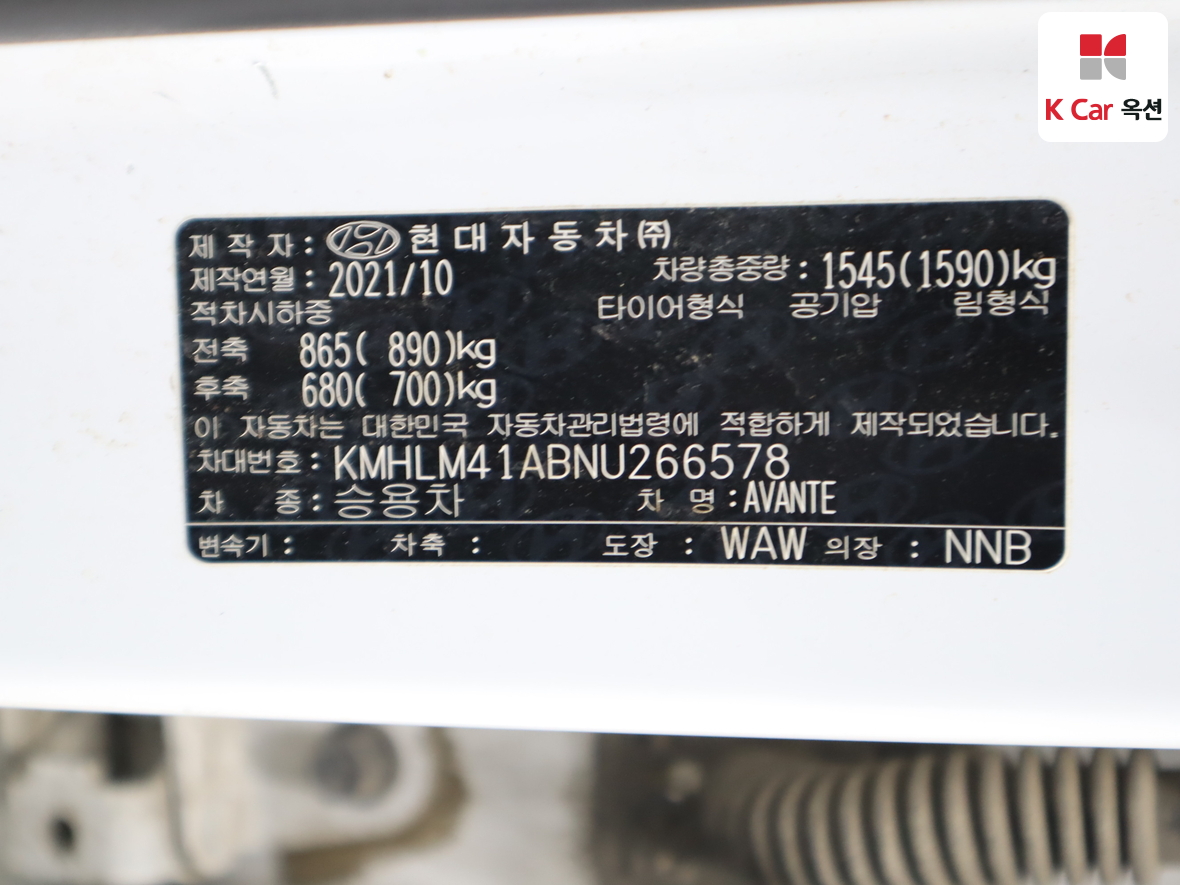 K Car 옥션
제 작 자 : 현 대 자 동 차 ㈜
제작연월 : 2021/10 차량총중량 : 1545(1590)kg
적차시하중 타이어형식 공기압 림형식
전축 865( 890)kg
후축 680( 700)kg
이 자동차는 대한민국 자동차관리법령에 적합하게 제작되었습니다.
차대번호 : KMHLM41ABNU266578
차 종 : 승용차 차 명 : AVANTE
변속기 : 차축 : 도장 : WAW 의장 : NNB